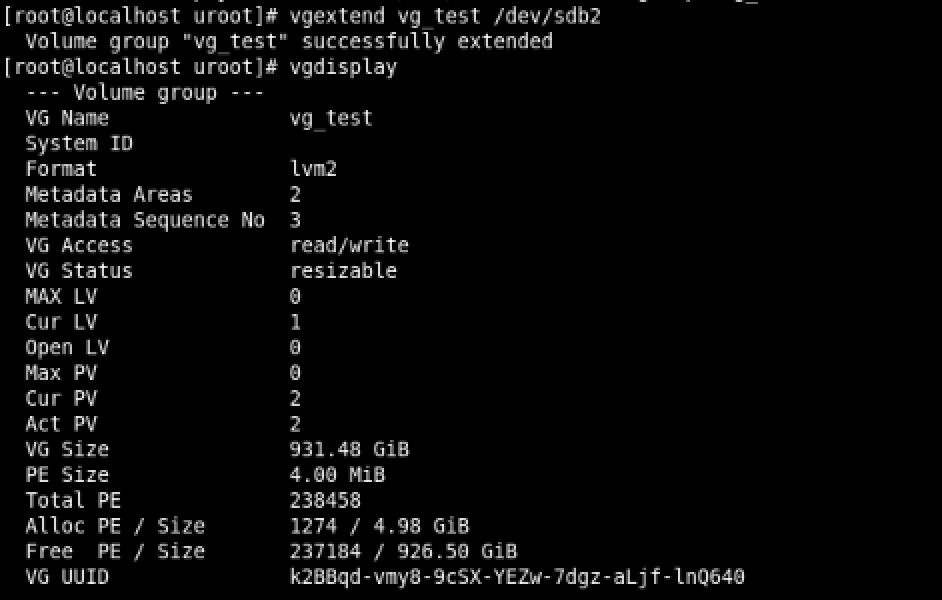 [root@localhost uroot]# vgextend vg_test /dev/sdb2
  Volume group "vg_test" successfully extended
[root@localhost uroot]# vgdisplay
  --- Volume group ---
  VG Name               vg_test
  System ID
  Format                lvm2
  Metadata Areas        2
  Metadata Sequence No  3
  VG Access             read/write
  VG Status             resizable
  MAX LV                0
  Cur LV                1
  Open LV               0
  Max PV                0
  Cur PV                2
  Act PV                2
  VG Size               931.48 GiB
  PE Size               4.00 MiB
  Total PE              238458
  Alloc PE / Size       1274 / 4.98 GiB
  Free  PE / Size       237184 / 926.50 GiB
  VG UUID               k2BBqd-vmy8-9cSX-YEZw-7dgz-aLjf-lnQ640